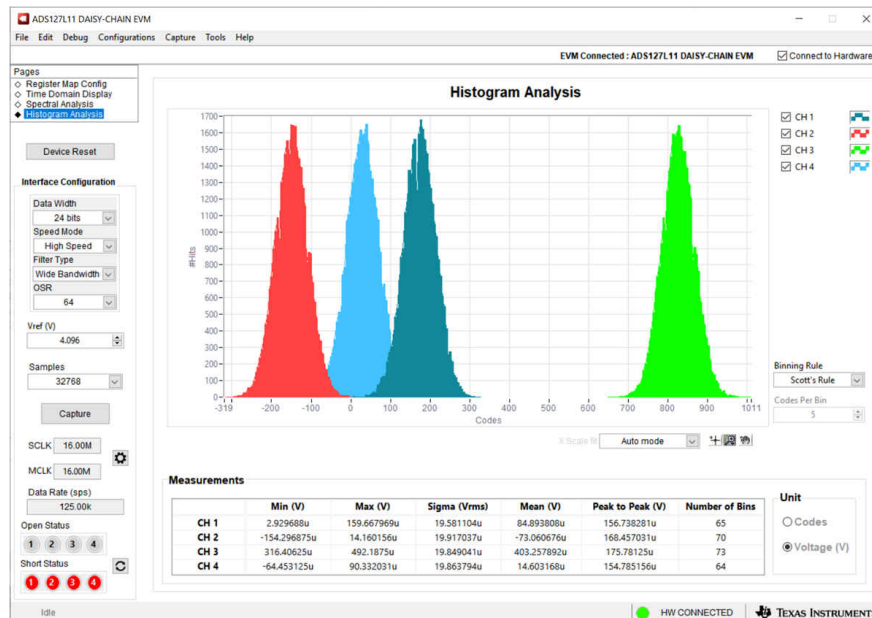 ADS127L11 DAISY-CHAIN EVM
File Edit Debug Configurations Capture Tools Help
EVM Connected : ADS127L11 DAISY-CHAIN EVM Connect to Hardware
Pages
Register Map Config
Time Domain Display
Spectral Analysis
Histogram Analysis
Device Reset
Interface Configuration
Data Width
24 bits
Speed Mode
High Speed
Filter Type
Wide Bandwidth
OSR
64
Vref (V)
4.096
Samples
32768
Capture
SCLK 16.00M
MCLK 16.00M
Data Rate (sps)
125.00k
Open Status
1 2 3 4
Short Status
1 2 3 4
Histogram Analysis
1700
1600
1500
1400
1300
1200
1100
1000
900
800
700
600
500
400
300
200
100
0
#Hits
-319 -200 -100 0 100 200 300 400 500 600 700 800 900 1011
Codes
CH 1
CH 2
CH 3
CH 4
Binning Rule
Scott's Rule
Codes Per Bin
5
X Scale fit Auto mode
Measurements
Min (V) Max (V) Sigma (Vrms) Mean (V) Peak to Peak (V) Number of Bins
CH 1 2.929688u 159.667969u 19.581104u 84.893808u 156.738281u 65
CH 2 -154.296875u 14.160156u 19.917037u -73.060676u 168.457031u 70
CH 3 316.40625u 492.1875u 19.849041u 403.257892u 175.78125u 73
CH 4 -64.453125u 90.332031u 19.863794u 14.603168u 154.785156u 64
Unit
Codes
Voltage (V)
Idle HW CONNECTED TEXAS INSTRUMENTS